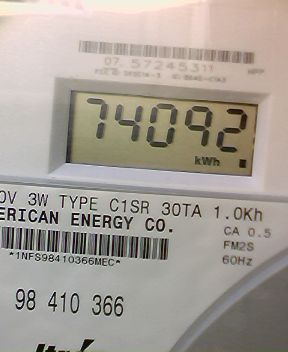 07 57245311
74092
kWh
0V 3W TYPE C1SR 30TA 1.0Kh
ERICAN ENERGY CO.
CA 0.5
FM2S
*1NFS98410366MEC*
60Hz
98 410 366